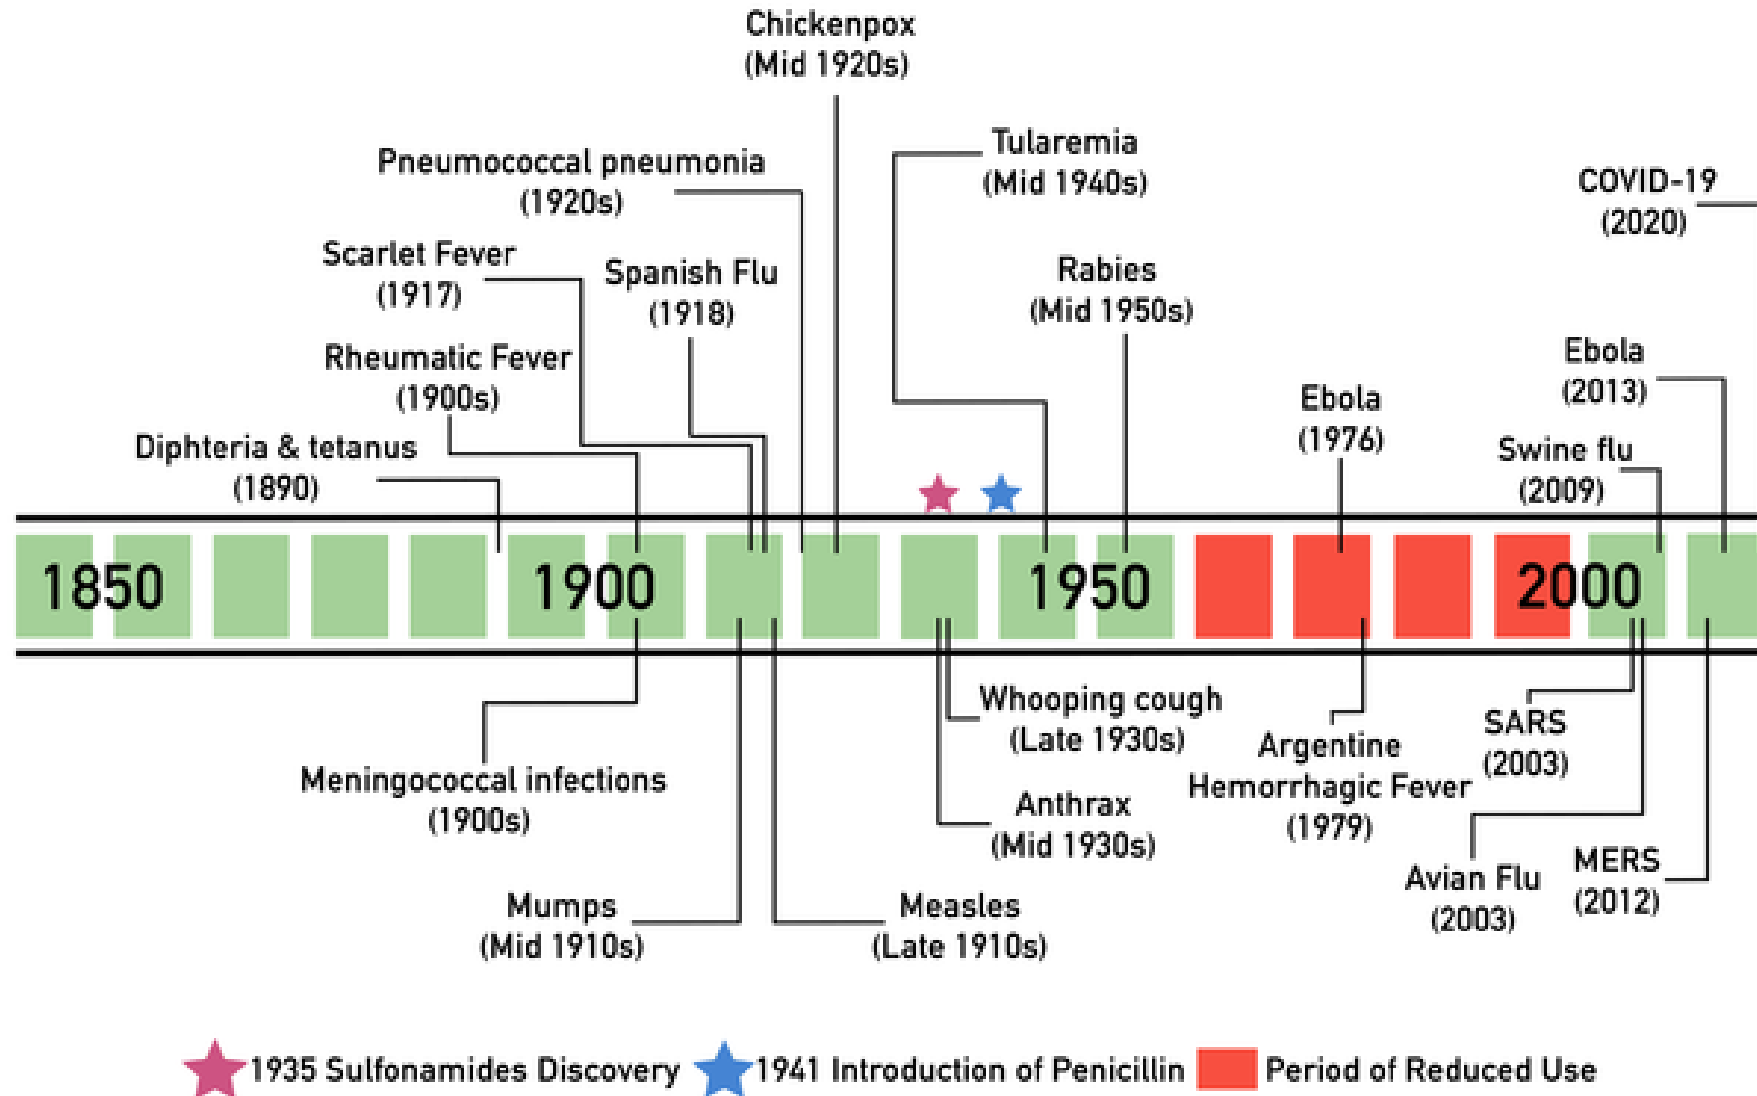 Chickenpox
(Mid 1920s)
Pneumococcal pneumonia
(1920s)
Tularemia
(Mid 1940s)
COVID-19
(2020)
Scarlet Fever
(1917)
Spanish Flu
(1918)
Rabies
(Mid 1950s)
Rheumatic Fever
(1900s)
Ebola
(2013)
Ebola
(1976)
Diphteria & tetanus
(1890)
Swine flu
(2009)
1850
1900
1950
2000
Whooping cough
(Late 1930s)
SARS
(2003)
Argentine
Hemorrhagic Fever
(1979)
Meningococcal infections
(1900s)
Anthrax
(Mid 1930s)
Avian Flu
(2003)
MERS
(2012)
Mumps
(Mid 1910s)
Measles
(Late 1910s)
1935 Sulfonamides Discovery
1941 Introduction of Penicillin
Period of Reduced Use